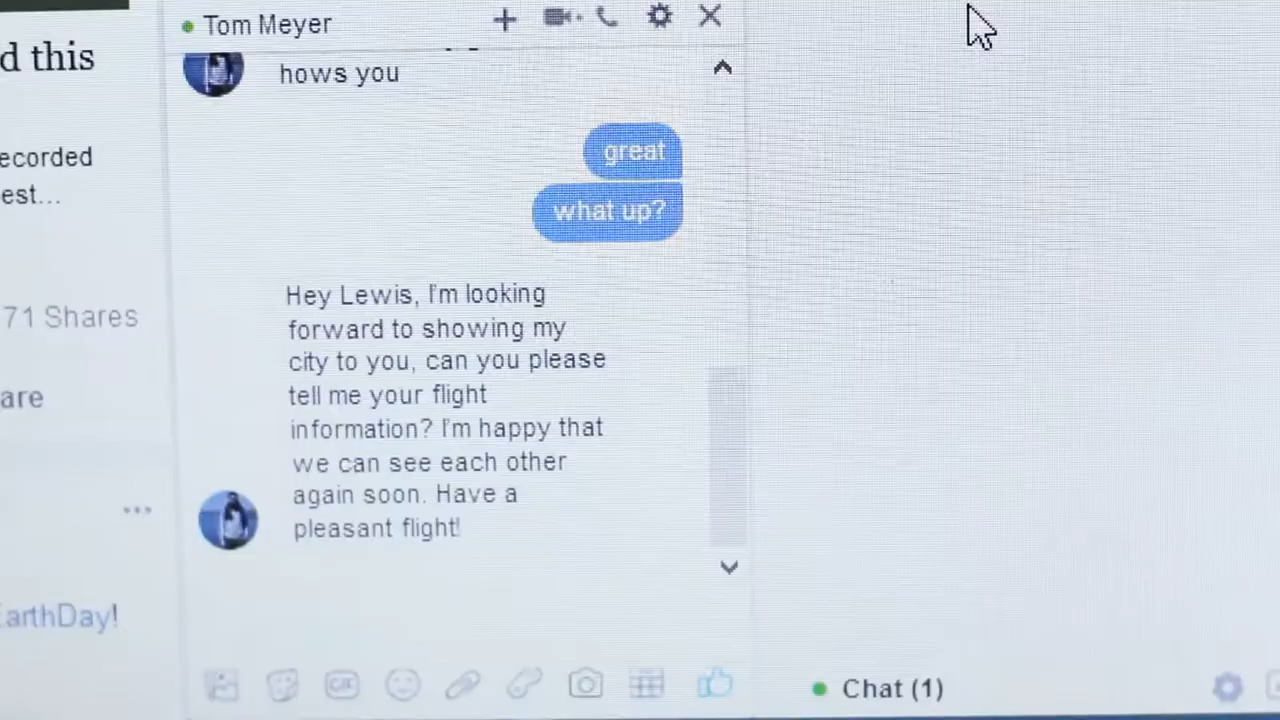 d this
ecorded
est...
71 Shares
are
EarthDay!
Tom Meyer
hows you
great
what up?
Hey Lewis, I'm looking
forward to showing my
city to you, can you please
tell me your flight
information? I'm happy that
we can see each other
again soon. Have a
pleasant flight!
GIF
Chat (1)